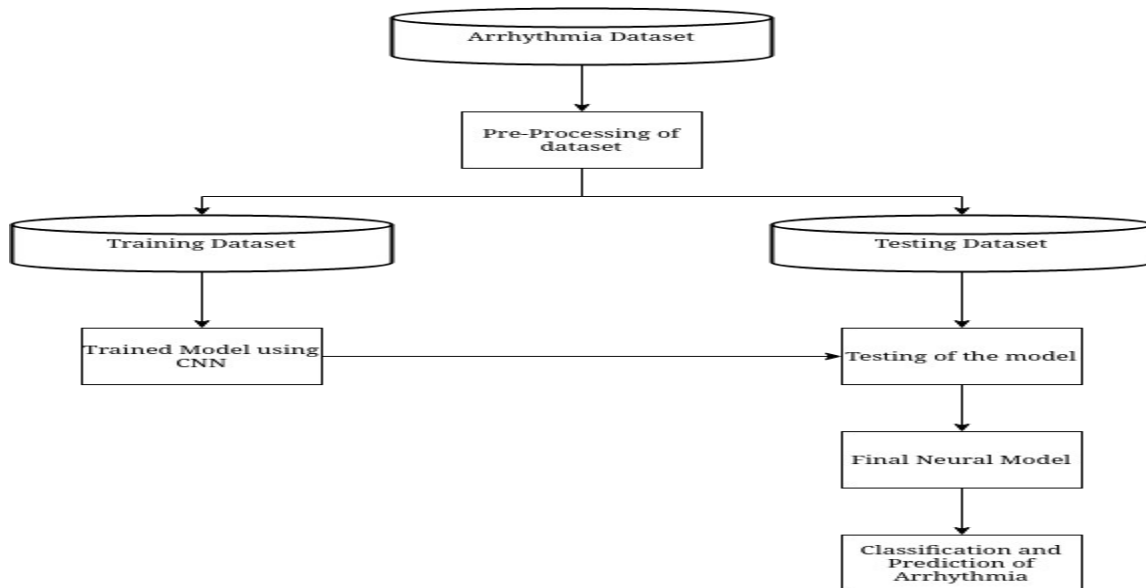 Arrhythmia Dataset
Pre-Processing of
dataset
Training Dataset
Testing Dataset
Trained Model using
CNN
Testing of the model
Final Neural Model
Classification and
Prediction of
Arrhythmia